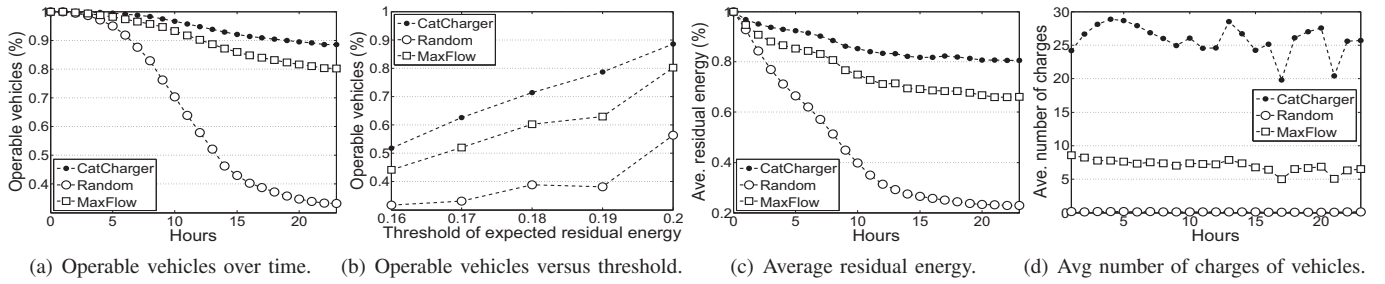 Operable vehicles (%)
1
0.9
0.8
0.7
0.6
0.5
0.4
CatCharger
Random
MaxFlow
0
5
10
15
20
Hours
(a) Operable vehicles over time.
Operable vehicles (%)
1
0.9
0.8
0.7
0.6
0.5
0.4
CatCharger
Random
MaxFlow
0.16
0.17
0.18
0.19
0.2
Threshold of expected residual energy
(b) Operable vehicles versus threshold.
Ave. residual energy (%)
1
0.8
0.6
0.4
0.2
CatCharger
Random
MaxFlow
0
5
10
15
20
Hours
(c) Average residual energy.
Ave. number of charges
30
25
20
15
10
5
0
CatCharger
Random
MaxFlow
5
10
15
20
Hours
(d) Avg number of charges of vehicles.